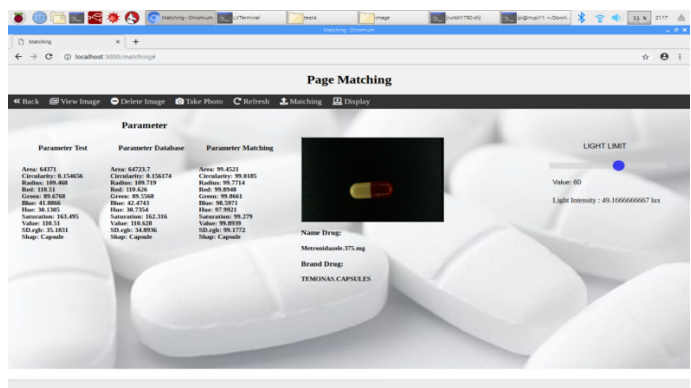 Matching - Chromium
LXTerminal
test4
image
11 %
21:17
Matching - Chromium
Matching
localhost:3000/matching#
Page Matching
Back View Image Delete Image Take Photo Refresh Matching Display
Parameter
Parameter Test
Area: 64371
Circularity: 0.154656
Radius: 109.468
Red: 110.51
Green: 89.6768
Blue: 41.8866
Hue: 30.1305
Saturation: 163.495
Value: 110.51
SD.rgb: 35.1831
Shap: Capsule
Parameter Database
Area: 64723.7
Circularity: 0.156174
Radius: 109.719
Red: 110.626
Green: 89.5568
Blue: 42.4743
Hue: 30.7354
Saturation: 162.316
Value: 110.628
SD.rgb: 34.8936
Shap: Capsule
Parameter Matching
Area: 99.4521
Circularity: 99.0185
Radius: 99.7714
Red: 99.8948
Green: 99.8661
Blue: 98.5971
Hue: 97.9921
Saturation: 99.279
Value: 99.8939
SD.rgb: 99.1772
Shap: Capsule
Name Drug:
Metronidazole.375.mg
Brand Drug:
TEMONAS.CAPSULES
LIGHT LIMIT
Value: 60
Light Intensity : 49.1666666667 lux